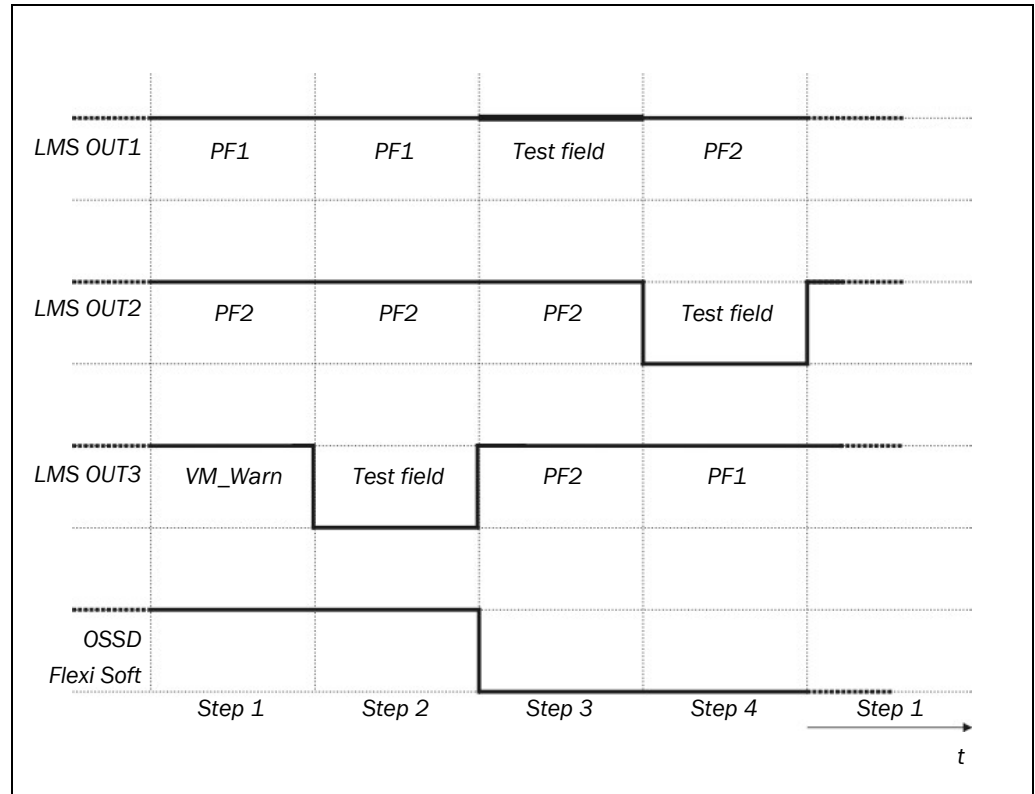 LMS OUT1 PF1 PF1 Test field PF2
LMS OUT2 PF2 PF2 PF2 Test field
LMS OUT3 VM_Warn Test field PF2 PF1
OSSD
Flexi Soft
Step 1 Step 2 Step 3 Step 4 Step 1
t